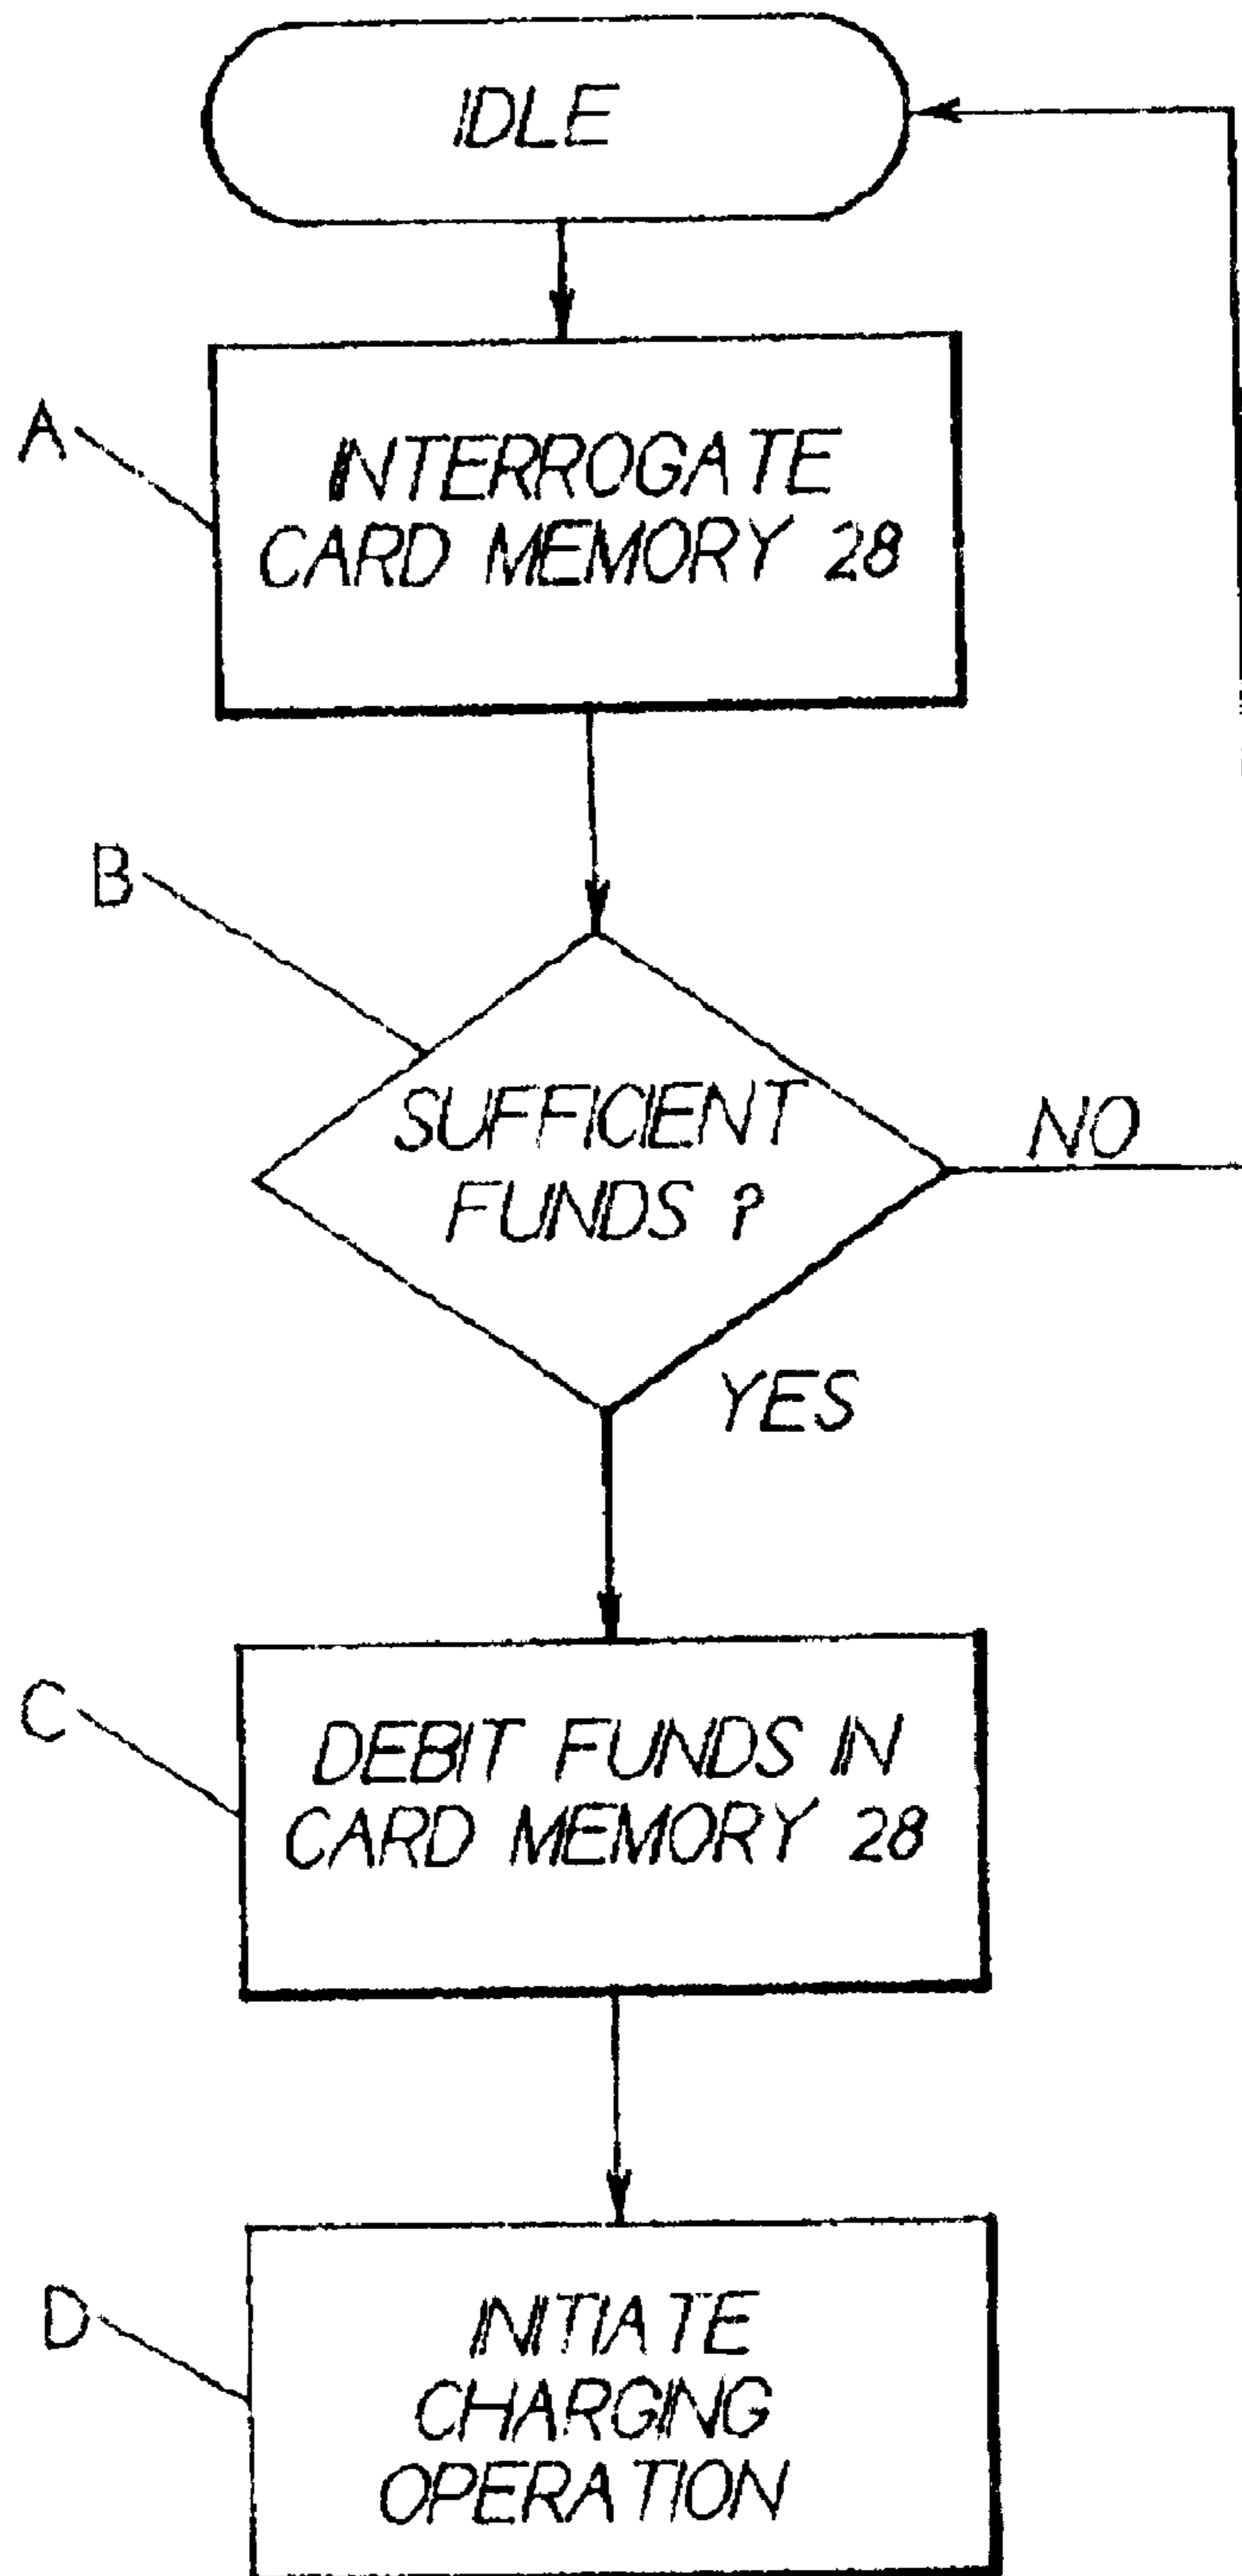 IDLE
A
INTERROGATE
CARD MEMORY 28
B
SUFFICIENT
FUNDS ?
NO
YES
C
DEBIT FUNDS IN
CARD MEMORY 28
D
INITIATE
CHARGING
OPERATION